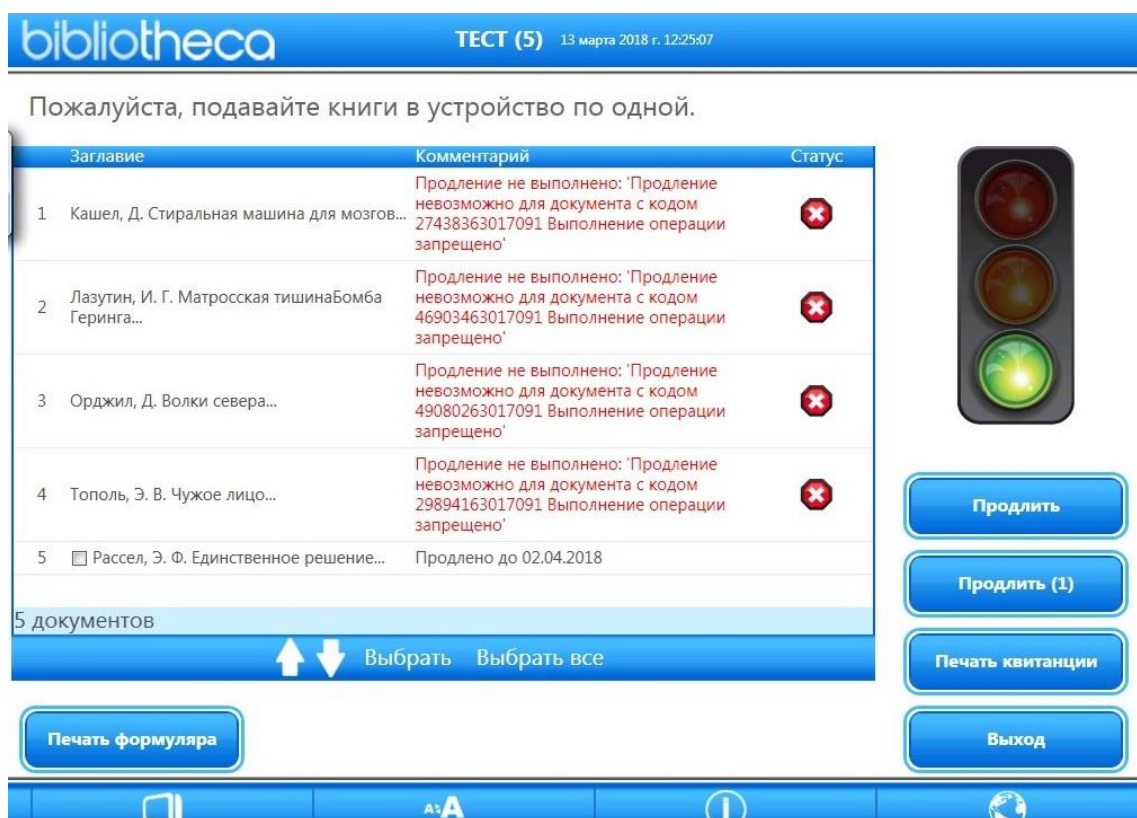 bibliotheca
ТЕСТ (5) 13 марта 2018 г. 12:25:07
Пожалуйста, подавайте книги в устройство по одной.
Заглавие Комментарий Статус
1 Кашел, Д. Стиральная машина для мозгов...
Продление не выполнено: 'Продление
невозможно для документа с кодом
27438363017091 Выполнение операции
запрещено'
2 Лазутин, И. Г. Матросская тишинаБомба
Геринга...
Продление не выполнено: 'Продление
невозможно для документа с кодом
46903463017091 Выполнение операции
запрещено'
3 Орджил, Д. Волки севера...
Продление не выполнено: 'Продление
невозможно для документа с кодом
49080263017091 Выполнение операции
запрещено'
4 Тополь, Э. В. Чужое лицо...
Продление не выполнено: 'Продление
невозможно для документа с кодом
29894163017091 Выполнение операции
запрещено'
5 Рассел, Э. Ф. Единственное решение... Продлено до 02.04.2018
5 документов
Выбрать Выбрать все
Продлить
Продлить (1)
Печать квитанции
Печать формуляра
Выход
A:A
i